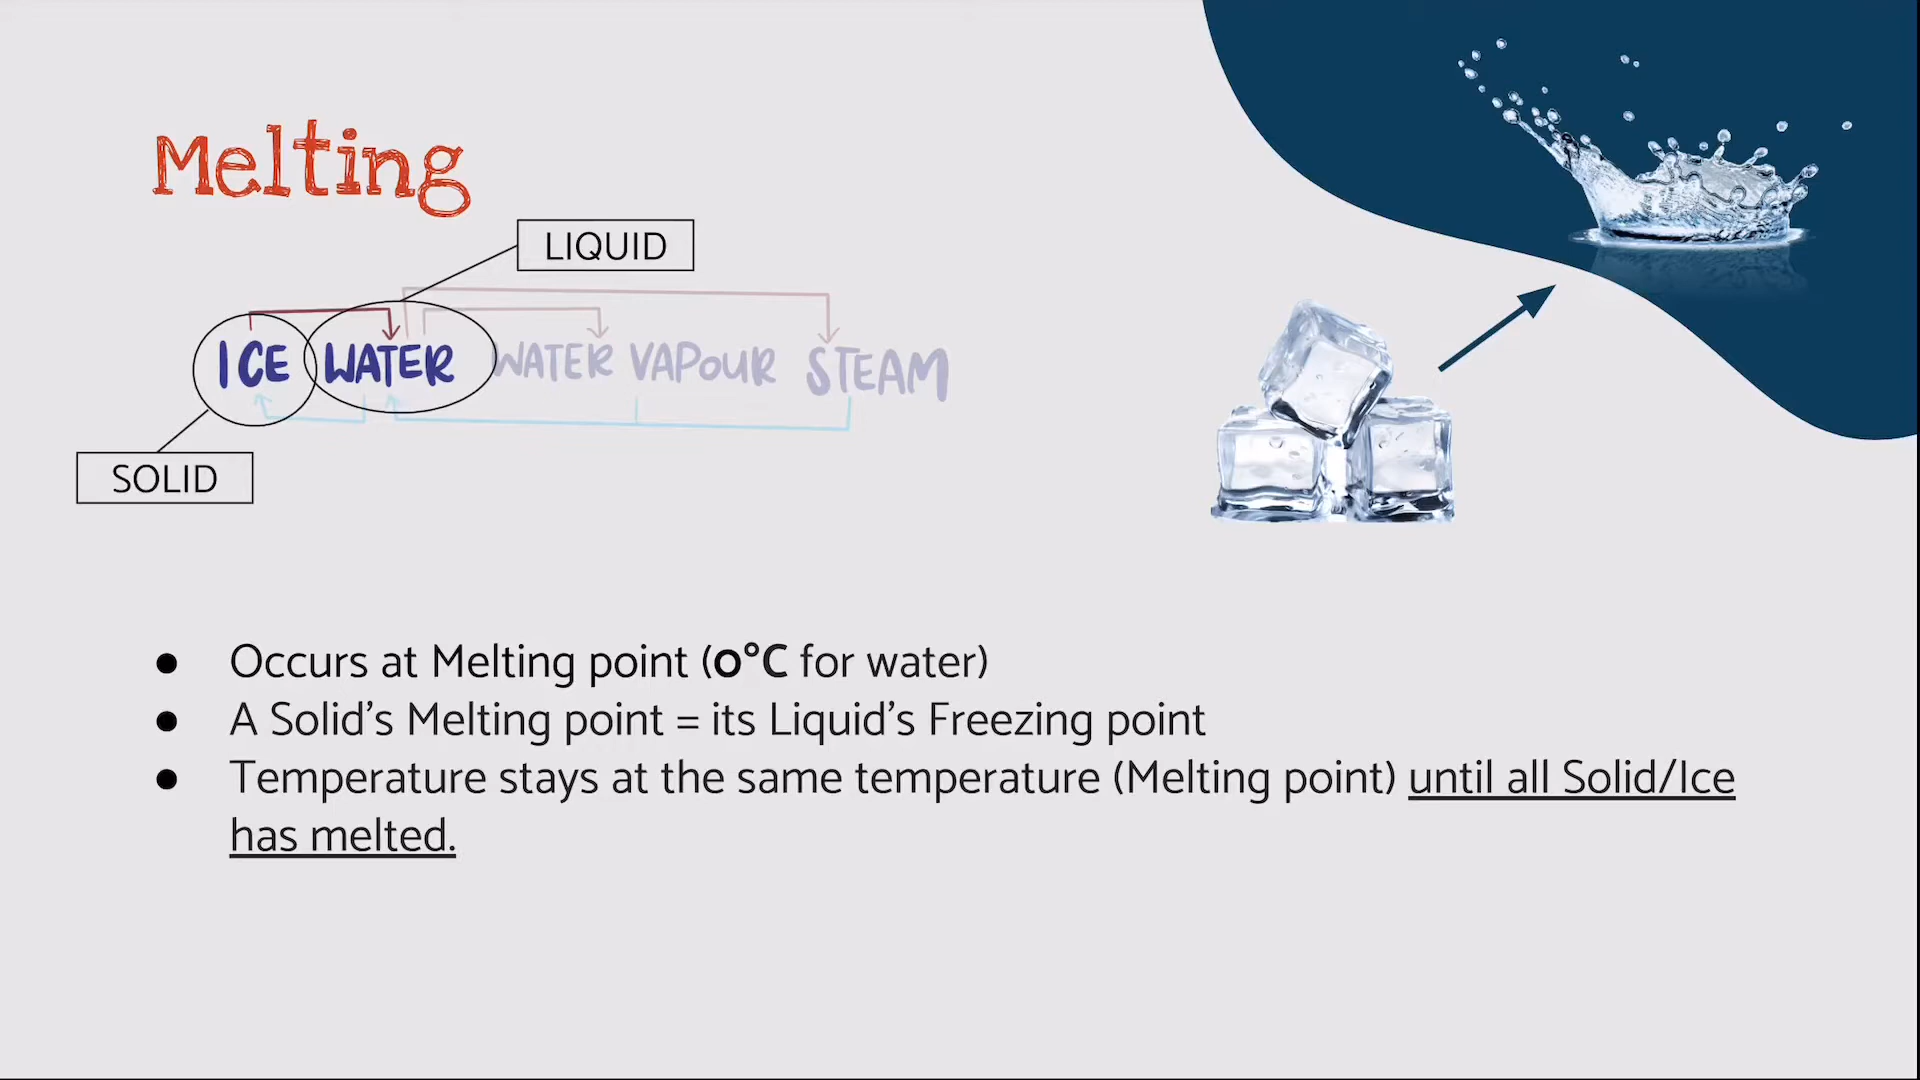 Melting
LIQUID
ICE WATER WATER VAPOUR STEAM
SOLID
● Occurs at Melting point (0°C for water)
● A Solid's Melting point = its Liquid's Freezing point
● Temperature stays at the same temperature (Melting point) until all Solid/Ice
has melted.